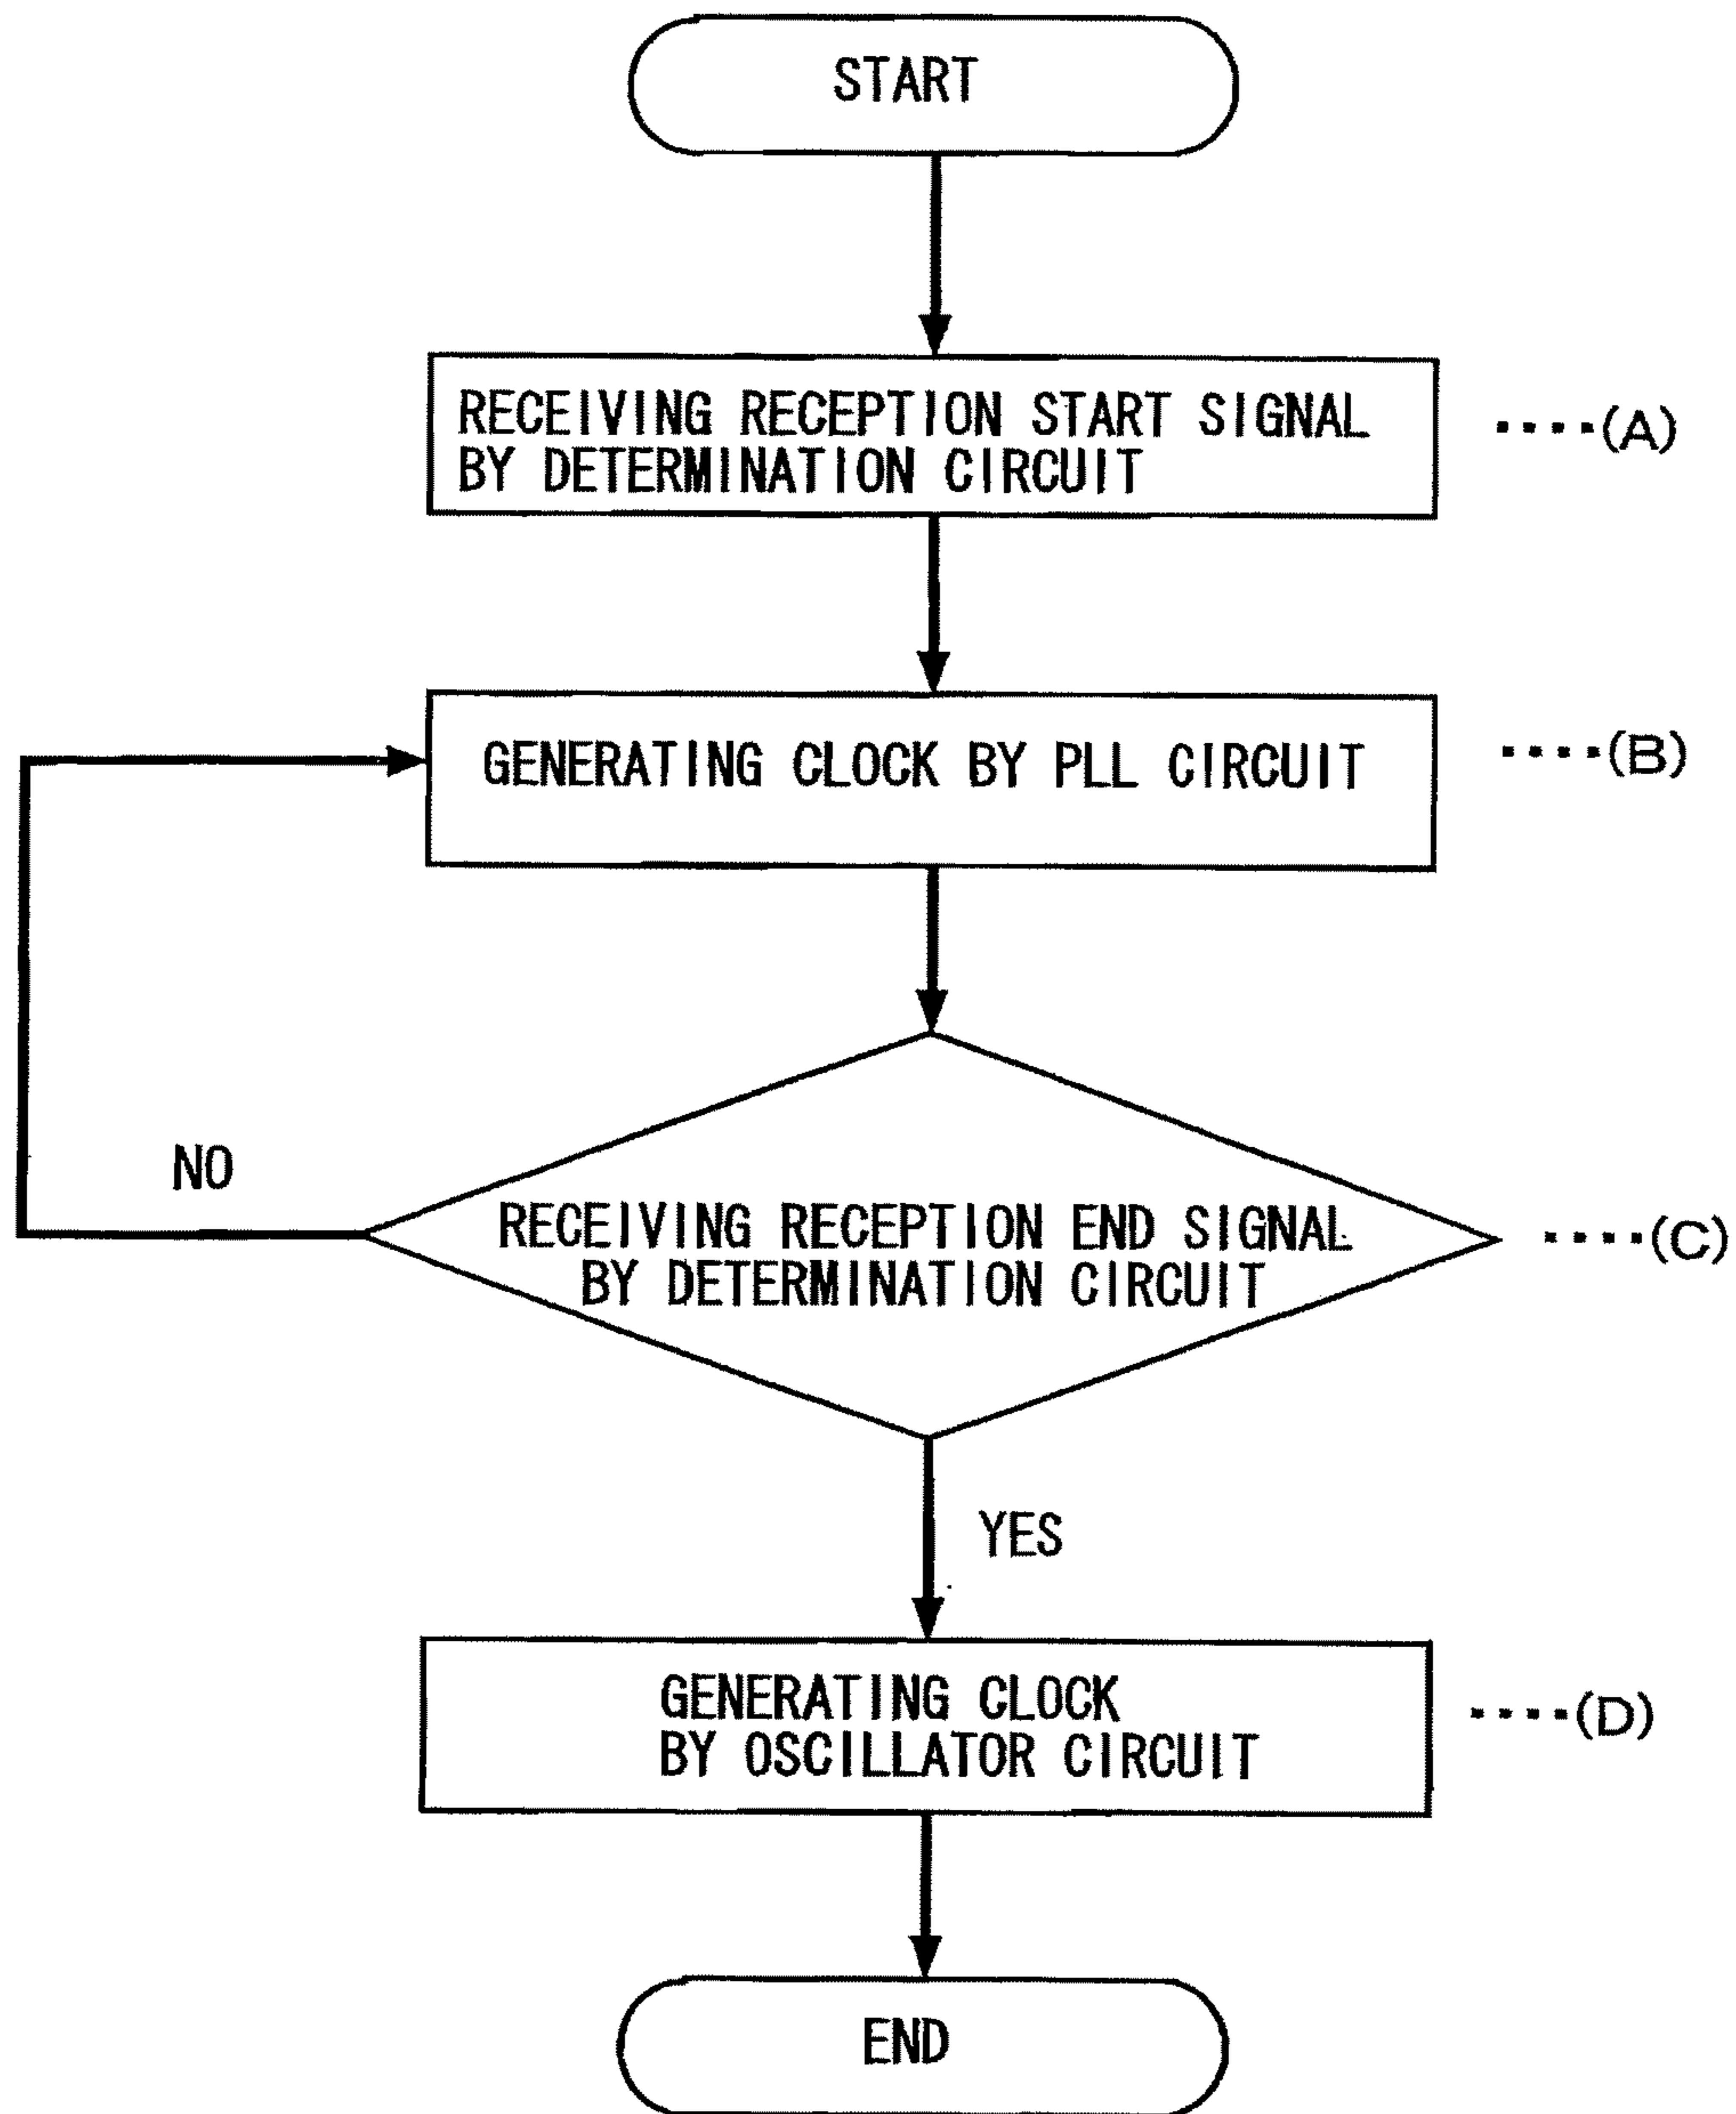 START
RECEIVING RECEPTION START SIGNAL
BY DETERMINATION CIRCUIT
····(A)
GENERATING CLOCK BY PLL CIRCUIT
····(B)
NO
RECEIVING RECEPTION END SIGNAL
BY DETERMINATION CIRCUIT
····(C)
YES
GENERATING CLOCK
BY OSCILLATOR CIRCUIT
····(D)
END